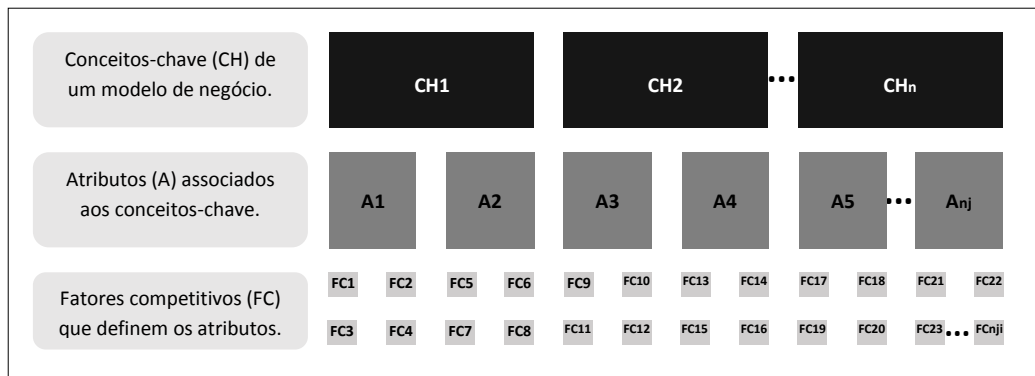 Conceitos-chave (CH) de
um modelo de negócio.
CH1 CH2 ... CHn
Atributos (A) associados
aos conceitos-chave.
A1 A2 A3 A4 A5 ... Anj
Fatores competitivos (FC)
que definem os atributos.
FC1 FC2 FC5 FC6 FC9 FC10 FC13 FC14 FC17 FC18 FC21 FC22
FC3 FC4 FC7 FC8 FC11 FC12 FC15 FC16 FC19 FC20 FC23 ... FCnji